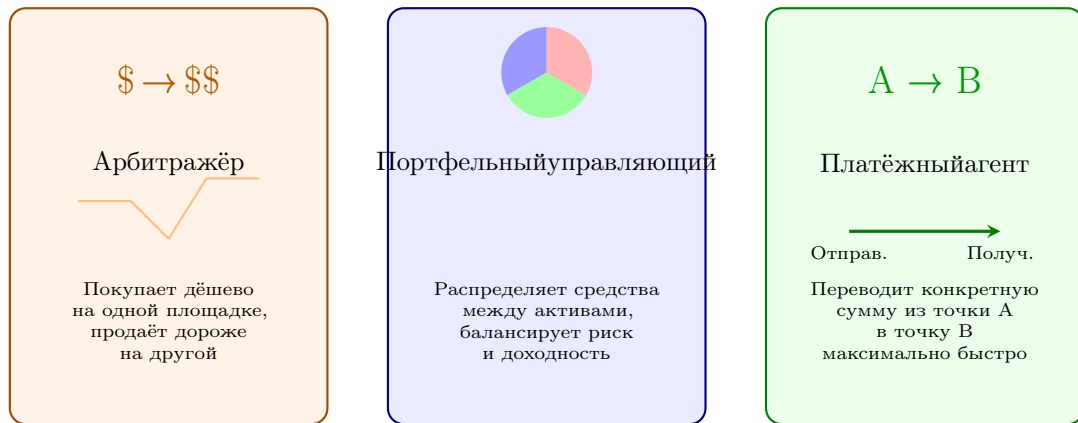 $ → $$
Арбитражёр
Покупает дёшево
на одной площадке,
продаёт дороже
на другой
Портфельныйуправляющий
Распределяет средства
между активами,
балансирует риск
и доходность
A → B
Платёжныйагент
Отправ.
Получ.
Переводит конкретную
сумму из точки А
в точку В
максимально быстро